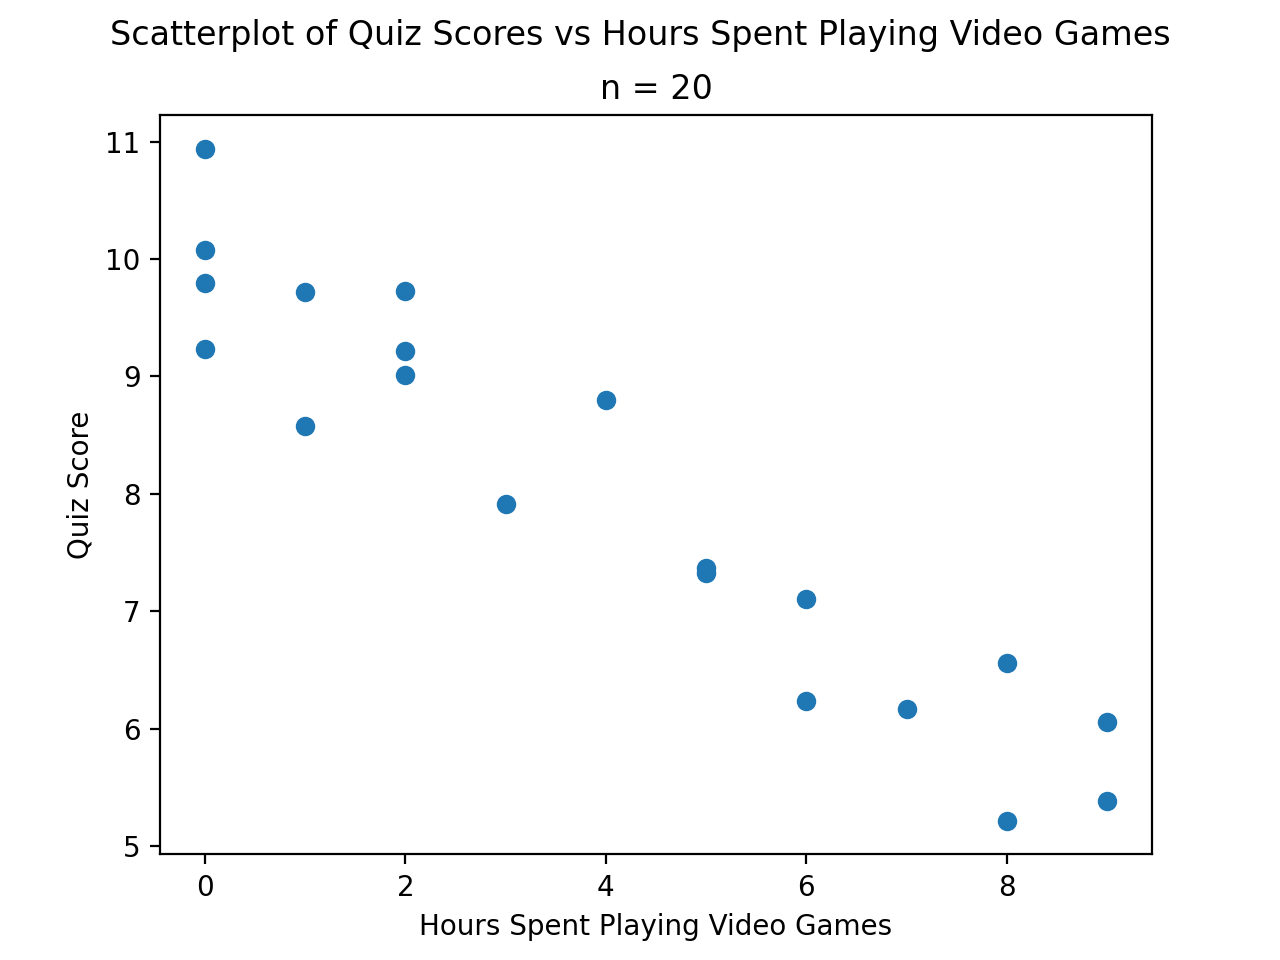 Scatterplot of Quiz Scores vs Hours Spent Playing Video Games
n = 20
11
10
9
8
7
6
5
Quiz Score
0 2 4 6 8
Hours Spent Playing Video Games